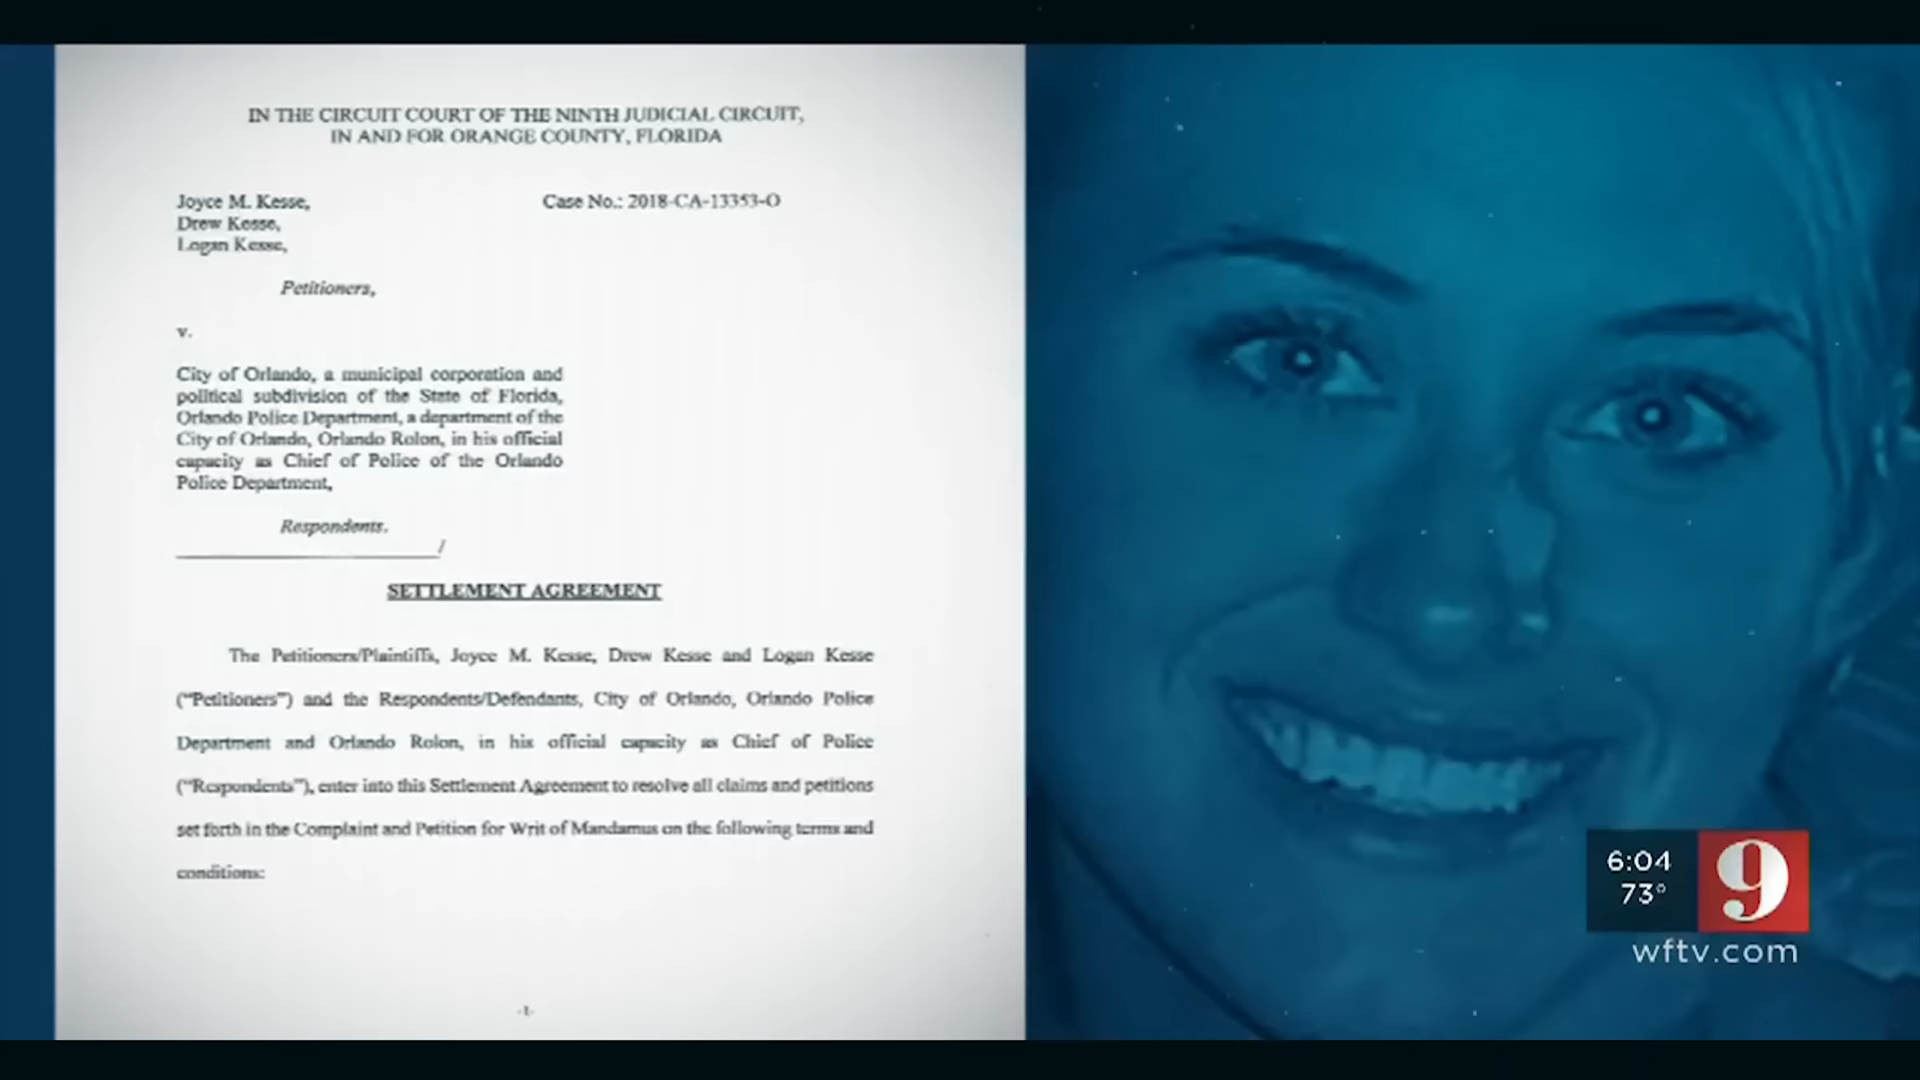 IN THE CIRCUIT COURT OF THE NINTH JUDICIAL CIRCUIT,
IN AND FOR ORANGE COUNTY, FLORIDA
Joyce M. Kesse,
Case No.: 2018-CA-13353-O
Drew Kesse,
Logan Kesse,
Petitioners,
v.
City of Orlando, a municipal corporation and
political subdivision of the State of Florida,
Orlando Police Department, a department of the
City of Orlando, Orlando Rolon, in his official
capacity as Chief of Police of the Orlando
Police Department,
Respondents.
/
SETTLEMENT AGREEMENT
The Petitioners/Plaintiffs, Joyce M. Kesse, Drew Kesse and Logan Kesse
("Petitioners") and the Respondents/Defendants, City of Orlando, Orlando Police
Department and Orlando Rolon, in his official capacity as Chief of Police
("Respondents"), enter into this Settlement Agreement to resolve all claims and petitions
set forth in the Complaint and Petition for Writ of Mandamus on the following terms and
conditions:
-1-
6:04
73°
9
wftv.com